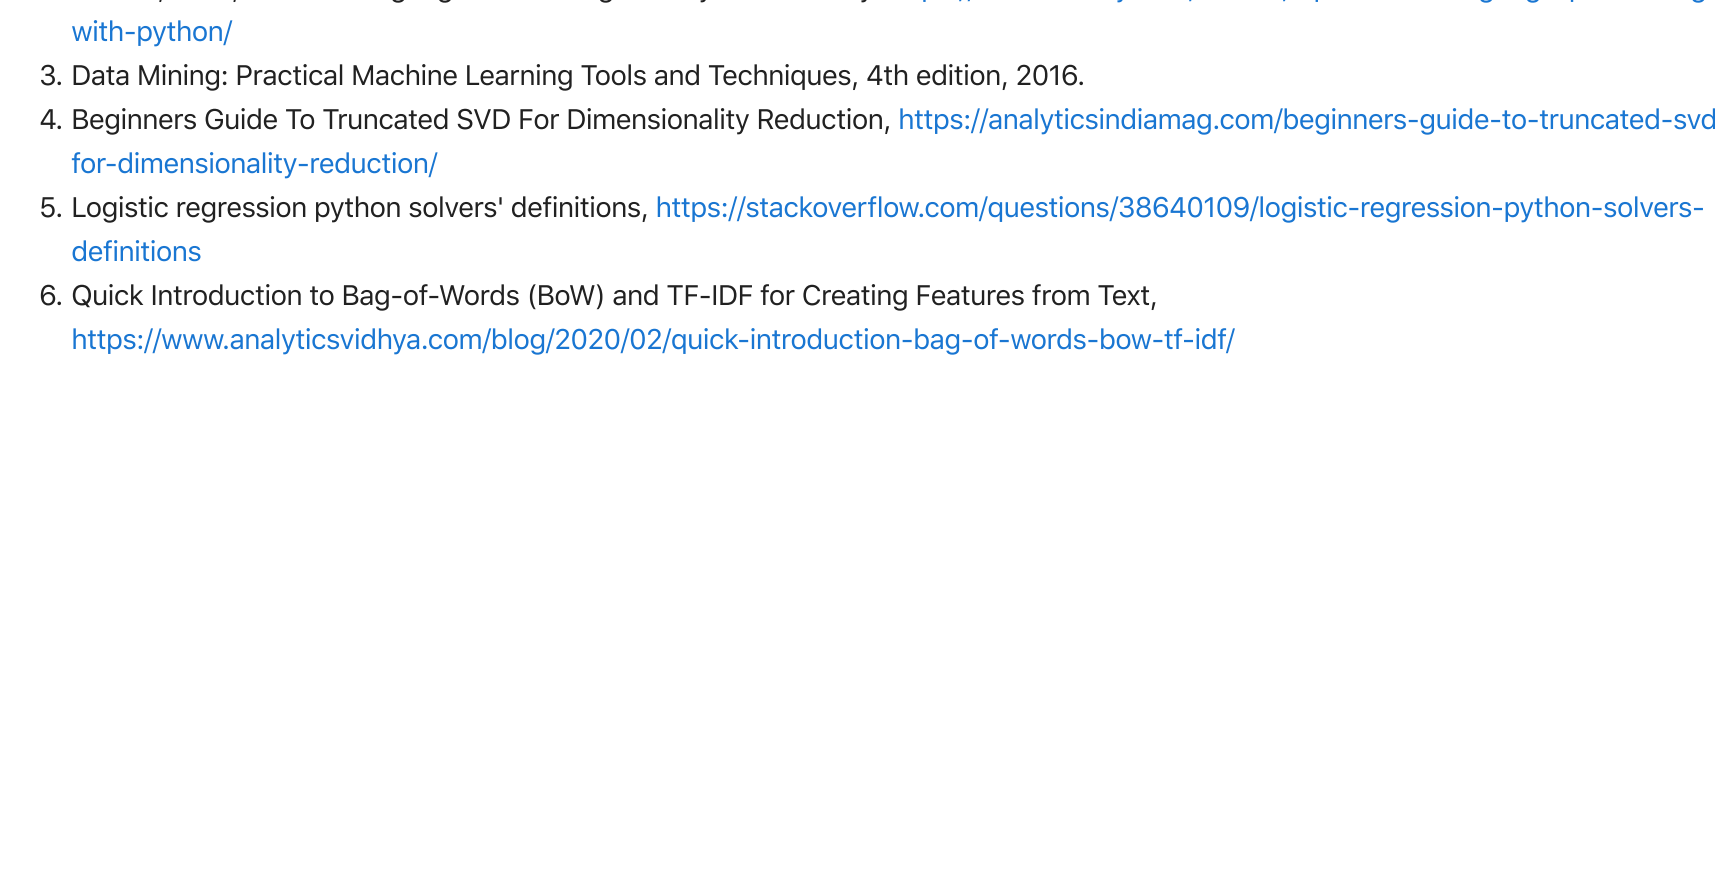 with-python/
3. Data Mining: Practical Machine Learning Tools and Techniques, 4th edition, 2016.
4. Beginners Guide To Truncated SVD For Dimensionality Reduction, https://analyticsindiamag.com/beginners-guide-to-truncated-svd
for-dimensionality-reduction/
5. Logistic regression python solvers' definitions, https://stackoverflow.com/questions/38640109/logistic-regression-python-solvers-
definitions
6. Quick Introduction to Bag-of-Words (BoW) and TF-IDF for Creating Features from Text,
https://www.analyticsvidhya.com/blog/2020/02/quick-introduction-bag-of-words-bow-tf-idf/